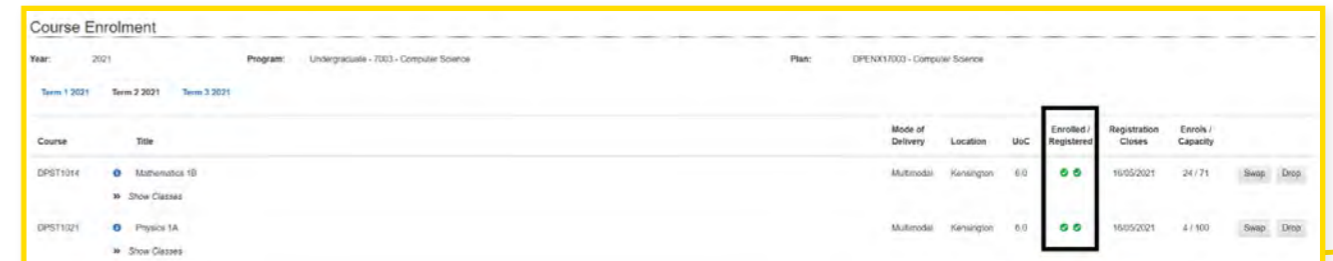 Course Enrolment
Year: 2021 Program: Undergraduate - 7003 - Computer Science Plan: DPENX17003 - Computer Science
Term 1 2021 Term 2 2021 Term 3 2021
Course Title Mode of Delivery Location UoC Enrolled / Registered Registration Closes Enrols / Capacity
DPST1014 Mathematics 1B Multimodal Kensington 6.0 16/05/2021 24 / 71 Swap Drop
» Show Classes
DPST1021 Physics 1A Multimodal Kensington 6.0 16/05/2021 4 / 100 Swap Drop
» Show Classes